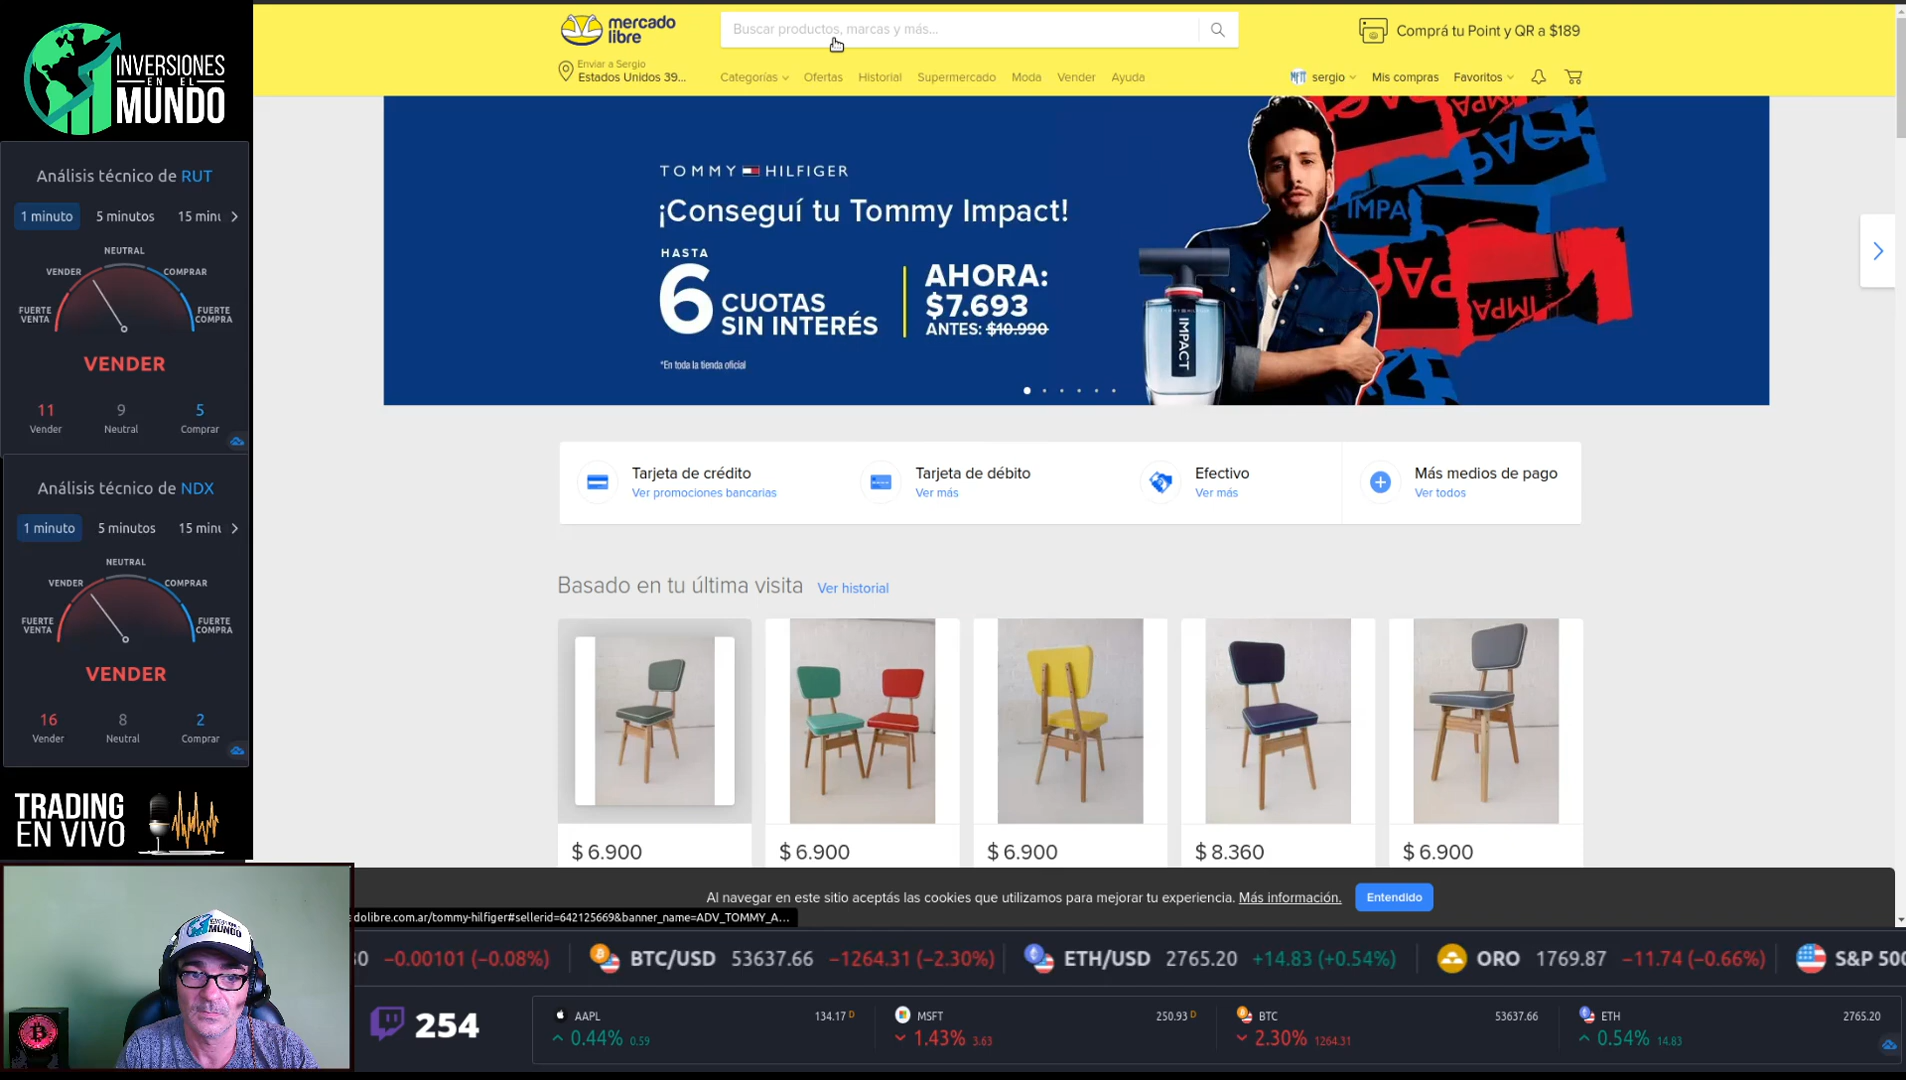 INVERSIONES
EN EL
MUNDO
Análisis técnico de RUT
1 minuto 5 minutos 15 minu
NEUTRAL
VENDER COMPRAR
FUERTE VENTA FUERTE COMPRA
VENDER
11 9 5
Vender Neutral Comprar
Análisis técnico de NDX
1 minuto 5 minutos 15 minu
NEUTRAL
VENDER COMPRAR
FUERTE VENTA FUERTE COMPRA
VENDER
16 8 2
Vender Neutral Comprar
TRADING
EN VIVO
mercado
libre
Buscar productos, marcas y más...
Comprá tu Point y QR a $189
Enviar a Sergio
Estados Unidos 39...
Categorías Ofertas Historial Supermercado Moda Vender Ayuda
sergio Mis compras Favoritos
TOMMY HILFIGER
¡Conseguí tu Tommy Impact!
HASTA
6 CUOTAS
SIN INTERÉS
AHORA:
$7.693
ANTES: $10.990
*En toda la tienda oficial
IMPACT
Tarjeta de crédito
Ver promociones bancarias
Tarjeta de débito
Ver más
Efectivo
Ver más
Más medios de pago
Ver todos
Basado en tu última visita Ver historial
$ 6.900 $ 6.900 $ 6.900 $ 8.360 $ 6.900
Al navegar en este sitio aceptás las cookies que utilizamos para mejorar tu experiencia. Más información. Entendido
dolibre.com.ar/tommy-hilfiger#sellerid=642125669&banner_name=ADV_TOMMY_A...
−0.00101 (−0.08%) BTC/USD 53637.66 −1264.31 (−2.30%) ETH/USD 2765.20 +14.83 (+0.54%) ORO 1769.87 −11.74 (−0.66%) S&P 500
254
AAPL 134.17 D
0.44% 0.59
MSFT 250.93 D
1.43% 3.63
BTC 53637.66
2.30% 1264.31
ETH 2765.20
0.54% 14.83